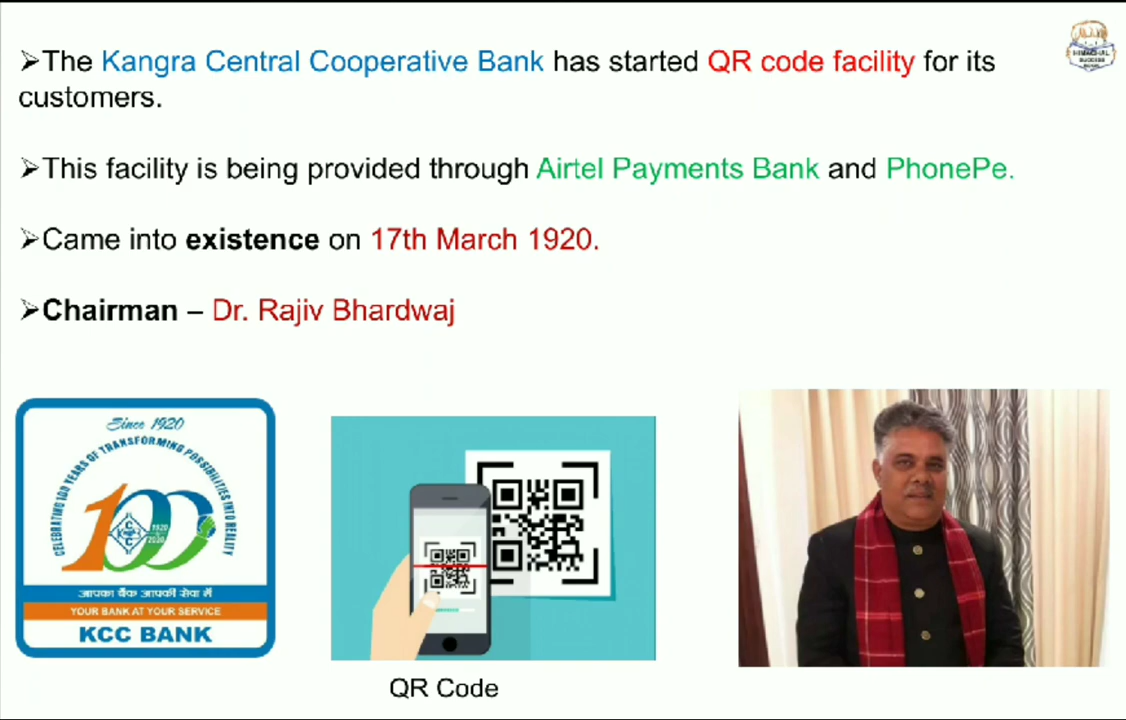 ➢The Kangra Central Cooperative Bank has started QR code facility for its
customers.
➢This facility is being provided through Airtel Payments Bank and PhonePe.
➢Came into existence on 17th March 1920.
➢Chairman – Dr. Rajiv Bhardwaj
HIMACHAL
SUCCESS
Since 1920
CELEBRATING 100 YEARS OF TRANSFORMING POSSIBILITIES INTO REALITY
100
1920
2020
आपका बैंक आपकी सेवा में
YOUR BANK AT YOUR SERVICE
KCC BANK
QR Code